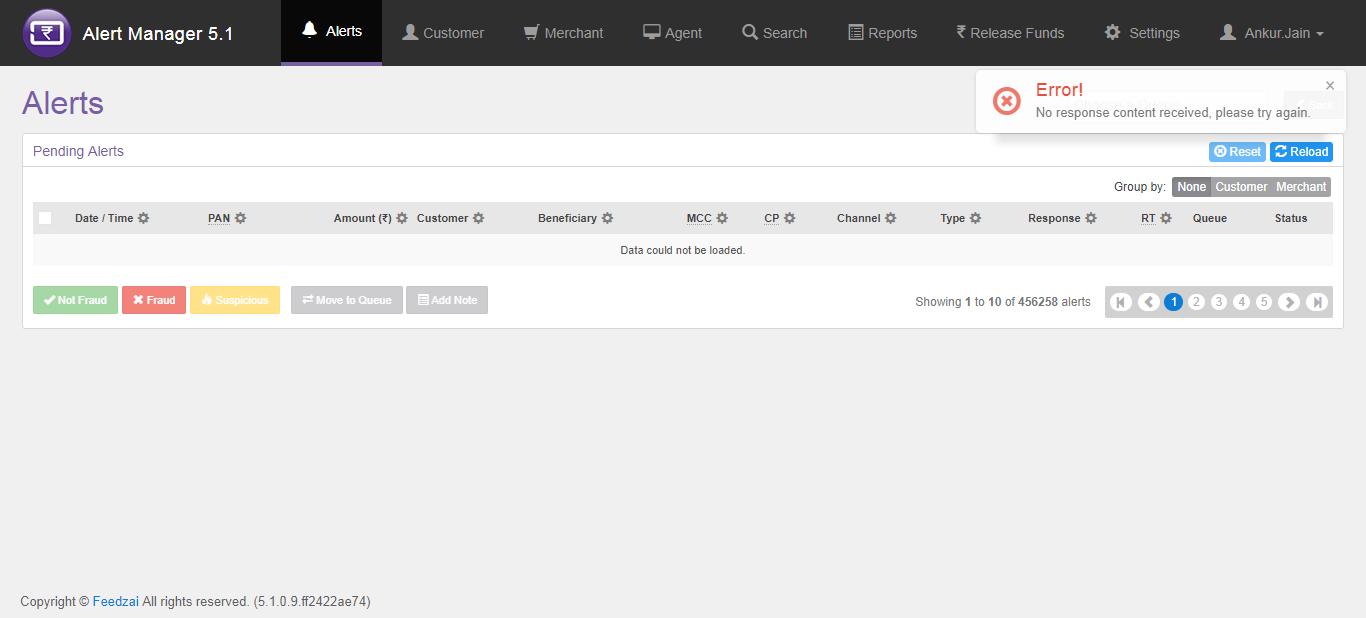 Alert Manager 5.1
Alerts
Customer
Merchant
Agent
Search
Reports
₹ Release Funds
Settings
Ankur.Jain
Alerts
Error!
×
No response content received, please try again.
Pending Alerts
Reset
Reload
Group by: None Customer Merchant
Date / Time PAN Amount (₹) Customer Beneficiary MCC CP Channel Type Response RT Queue Status
Data could not be loaded.
Not Fraud
Fraud
Suspicious
Move to Queue
Add Note
Showing 1 to 10 of 456258 alerts
1 2 3 4 5
Copyright © Feedzai All rights reserved. (5.1.0.9.ff2422ae74)